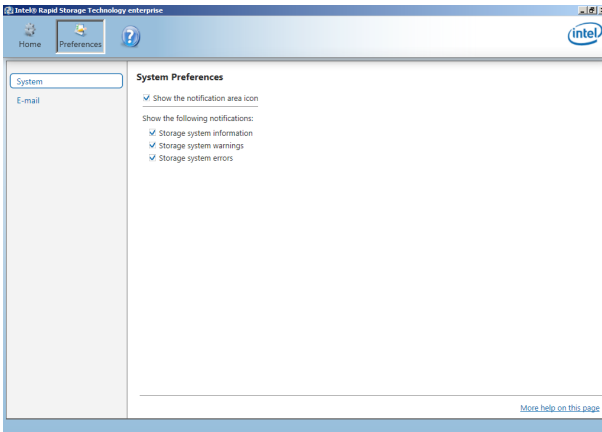 Intel® Rapid Storage Technology enterprise
Home
Preferences
?
intel
System
E-mail
System Preferences
Show the notification area icon
Show the following notifications:
Storage system information
Storage system warnings
Storage system errors
More help on this page